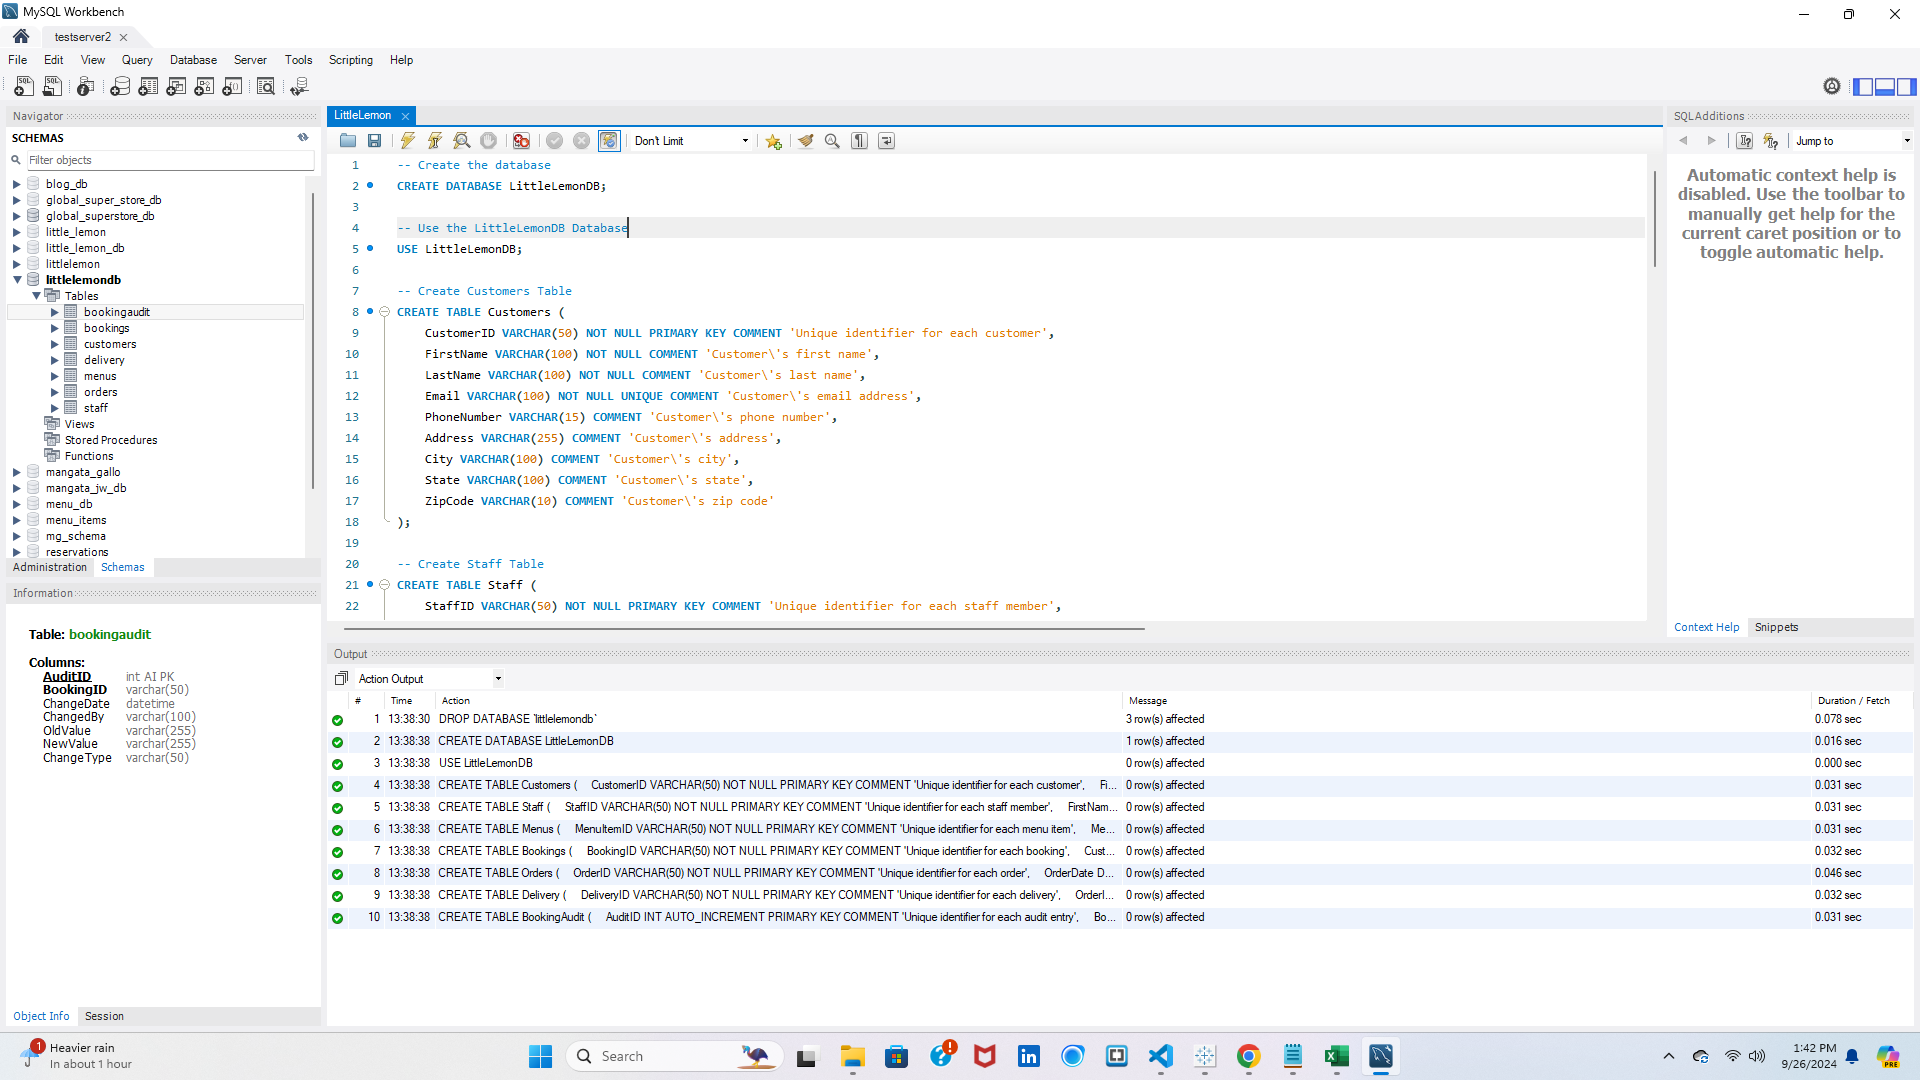 MySQL Workbench
testserver2
File Edit View Query Database Server Tools Scripting Help
Navigator
SCHEMAS
Filter objects
blog_db
global_super_store_db
global_superstore_db
little_lemon
little_lemon_db
littlelemon
littlelemondb
Tables
bookingaudit
bookings
customers
delivery
menus
orders
staff
Views
Stored Procedures
Functions
mangata_gallo
mangata_jw_db
menu_db
menu_items
mg_schema
reservations
Administration Schemas
Information
Table: bookingaudit
Columns:
AuditID int AI PK
BookingID varchar(50)
ChangeDate datetime
ChangedBy varchar(100)
OldValue varchar(255)
NewValue varchar(255)
ChangeType varchar(50)
Object Info Session
LittleLemon
Don't Limit
1 -- Create the database
2 CREATE DATABASE LittleLemonDB;
3
4 -- Use the LittleLemonDB Database
5 USE LittleLemonDB;
6
7 -- Create Customers Table
8 CREATE TABLE Customers (
9 CustomerID VARCHAR(50) NOT NULL PRIMARY KEY COMMENT 'Unique identifier for each customer',
10 FirstName VARCHAR(100) NOT NULL COMMENT 'Customer\'s first name',
11 LastName VARCHAR(100) NOT NULL COMMENT 'Customer\'s last name',
12 Email VARCHAR(100) NOT NULL UNIQUE COMMENT 'Customer\'s email address',
13 PhoneNumber VARCHAR(15) COMMENT 'Customer\'s phone number',
14 Address VARCHAR(255) COMMENT 'Customer\'s address',
15 City VARCHAR(100) COMMENT 'Customer\'s city',
16 State VARCHAR(100) COMMENT 'Customer\'s state',
17 ZipCode VARCHAR(10) COMMENT 'Customer\'s zip code'
18 );
19
20 -- Create Staff Table
21 CREATE TABLE Staff (
22 StaffID VARCHAR(50) NOT NULL PRIMARY KEY COMMENT 'Unique identifier for each staff member',
SQLAdditions
Jump to
Automatic context help is
disabled. Use the toolbar to
manually get help for the
current caret position or to
toggle automatic help.
Context Help Snippets
Output
Action Output
# Time Action Message Duration / Fetch
1 13:38:30 DROP DATABASE `littlelemondb` 3 row(s) affected 0.078 sec
2 13:38:38 CREATE DATABASE LittleLemonDB 1 row(s) affected 0.016 sec
3 13:38:38 USE LittleLemonDB 0 row(s) affected 0.000 sec
4 13:38:38 CREATE TABLE Customers ( CustomerID VARCHAR(50) NOT NULL PRIMARY KEY COMMENT 'Unique identifier for each customer', Fi... 0 row(s) affected 0.031 sec
5 13:38:38 CREATE TABLE Staff ( StaffID VARCHAR(50) NOT NULL PRIMARY KEY COMMENT 'Unique identifier for each staff member', FirstNam... 0 row(s) affected 0.031 sec
6 13:38:38 CREATE TABLE Menus ( MenuItemID VARCHAR(50) NOT NULL PRIMARY KEY COMMENT 'Unique identifier for each menu item', Me... 0 row(s) affected 0.031 sec
7 13:38:38 CREATE TABLE Bookings ( BookingID VARCHAR(50) NOT NULL PRIMARY KEY COMMENT 'Unique identifier for each booking', Cust... 0 row(s) affected 0.032 sec
8 13:38:38 CREATE TABLE Orders ( OrderID VARCHAR(50) NOT NULL PRIMARY KEY COMMENT 'Unique identifier for each order', OrderDate D... 0 row(s) affected 0.046 sec
9 13:38:38 CREATE TABLE Delivery ( DeliveryID VARCHAR(50) NOT NULL PRIMARY KEY COMMENT 'Unique identifier for each delivery', OrderI... 0 row(s) affected 0.032 sec
10 13:38:38 CREATE TABLE BookingAudit ( AuditID INT AUTO_INCREMENT PRIMARY KEY COMMENT 'Unique identifier for each audit entry', Bo... 0 row(s) affected 0.031 sec
1
Heavier rain
In about 1 hour
Search
1:42 PM
9/26/2024
PRE